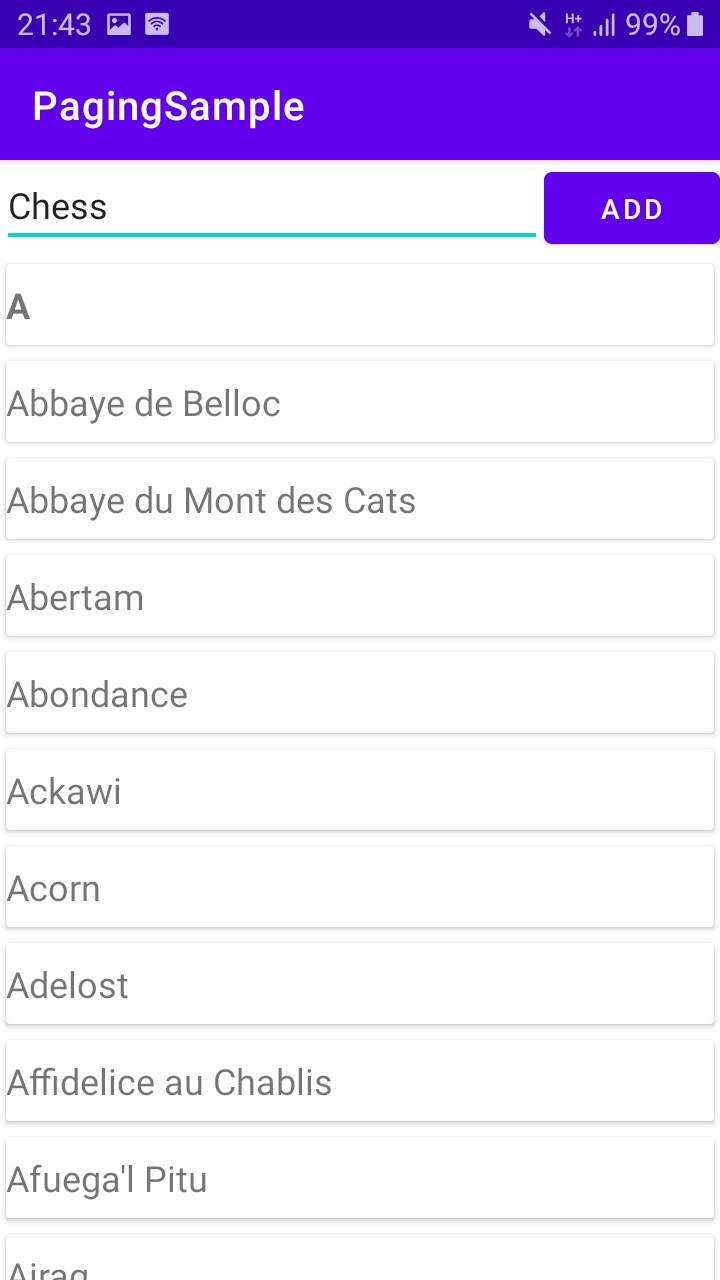 21:43 H+ 99%
PagingSample
Chess ADD
A
Abbaye de Belloc
Abbaye du Mont des Cats
Abertam
Abondance
Ackawi
Acorn
Adelost
Affidelice au Chablis
Afuega'l Pitu
Airag